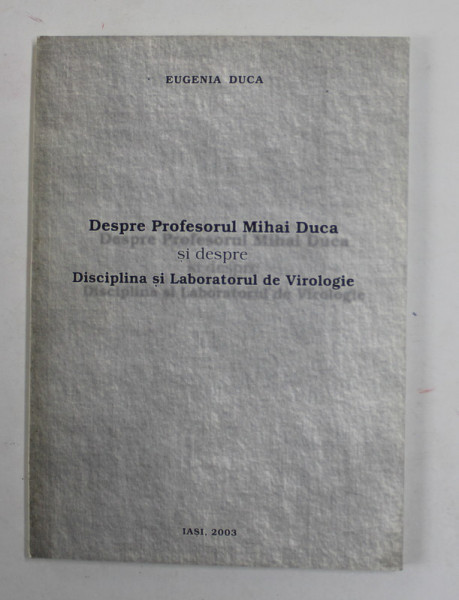 EUGENIA DUCA
Despre Profesorul Mihai Duca
și despre
Disciplina și Laboratorul de Virologie
IASI, 2003